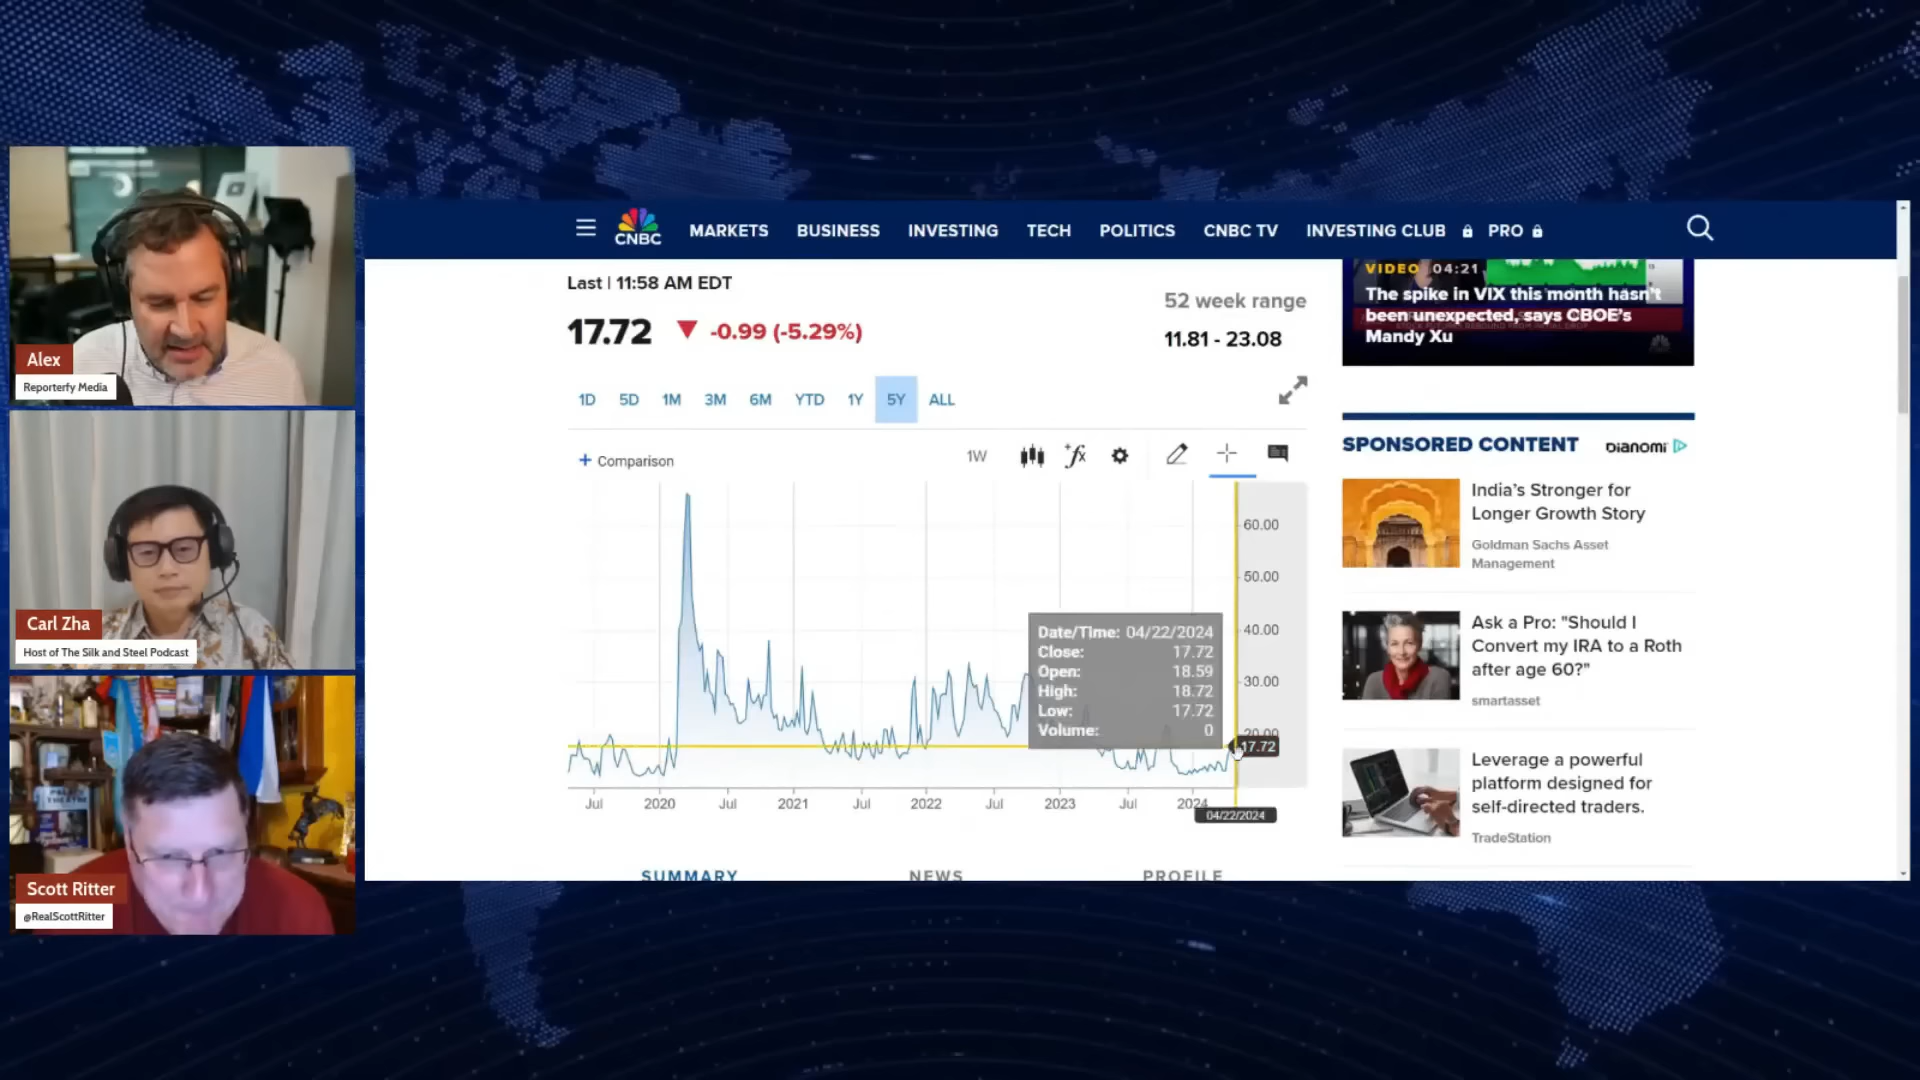 Alex
Reporterfy Media
Carl Zha
Host of The Silk and Steel Podcast
Scott Ritter
@RealScottRitter
CNBC
MARKETS BUSINESS INVESTING TECH POLITICS CNBC TV INVESTING CLUB PRO
Last | 11:58 AM EDT
17.72 -0.99 (-5.29%)
52 week range
11.81 - 23.08
1D 5D 1M 3M 6M YTD 1Y 5Y ALL
+ Comparison
1W
60.00
50.00
40.00
30.00
20.00
17.72
Date/Time: 04/22/2024
Close: 17.72
Open: 18.59
High: 18.72
Low: 17.72
Volume: 0
Jul 2020 Jul 2021 Jul 2022 Jul 2023 Jul 2024
04/22/2024
SUMMARY NEWS PROFILE
VIDEO 04:21
The spike in VIX this month hasn't
been unexpected, says CBOE's
Mandy Xu
SPONSORED CONTENT
DIANOMI
India's Stronger for
Longer Growth Story
Goldman Sachs Asset
Management
Ask a Pro: "Should I
Convert my IRA to a Roth
after age 60?"
smartasset
Leverage a powerful
platform designed for
self-directed traders.
TradeStation